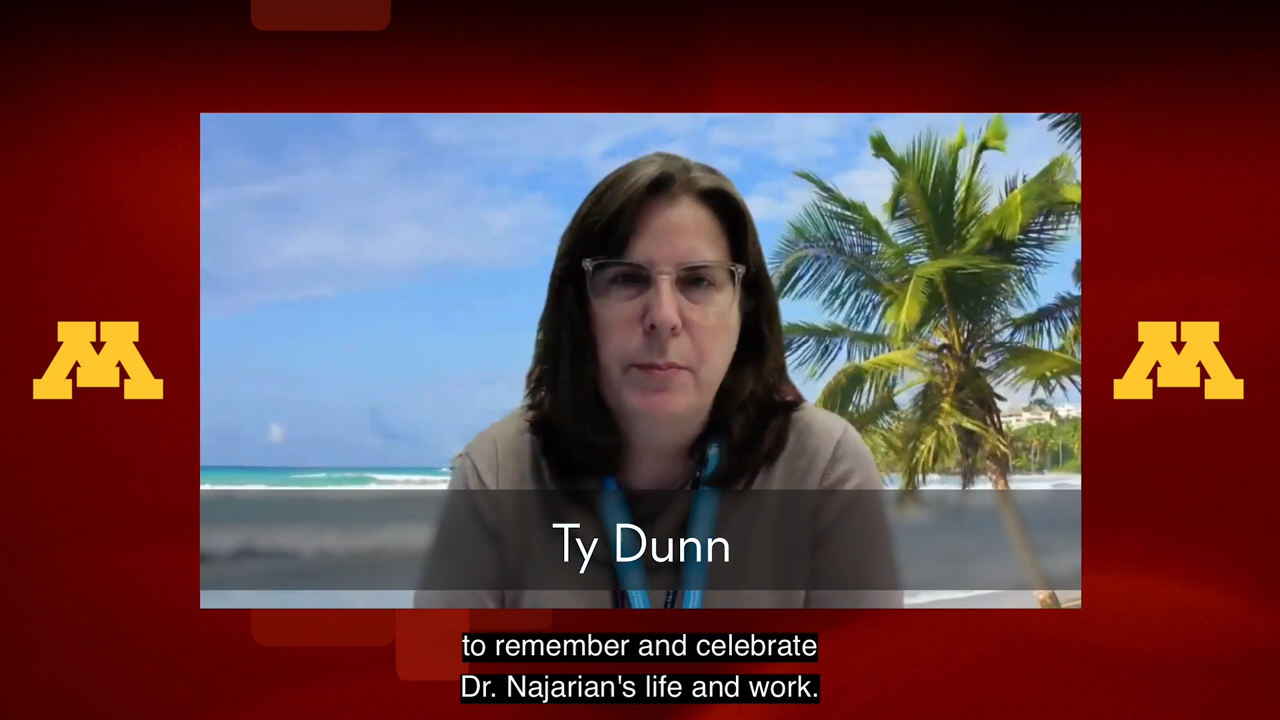 M M
Ty Dunn
to remember and celebrate
Dr. Najarian's life and work.